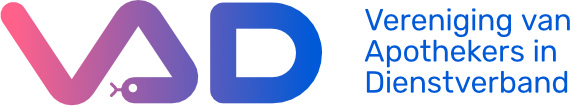 VAD
Vereniging van
Apothekers in
Dienstverband